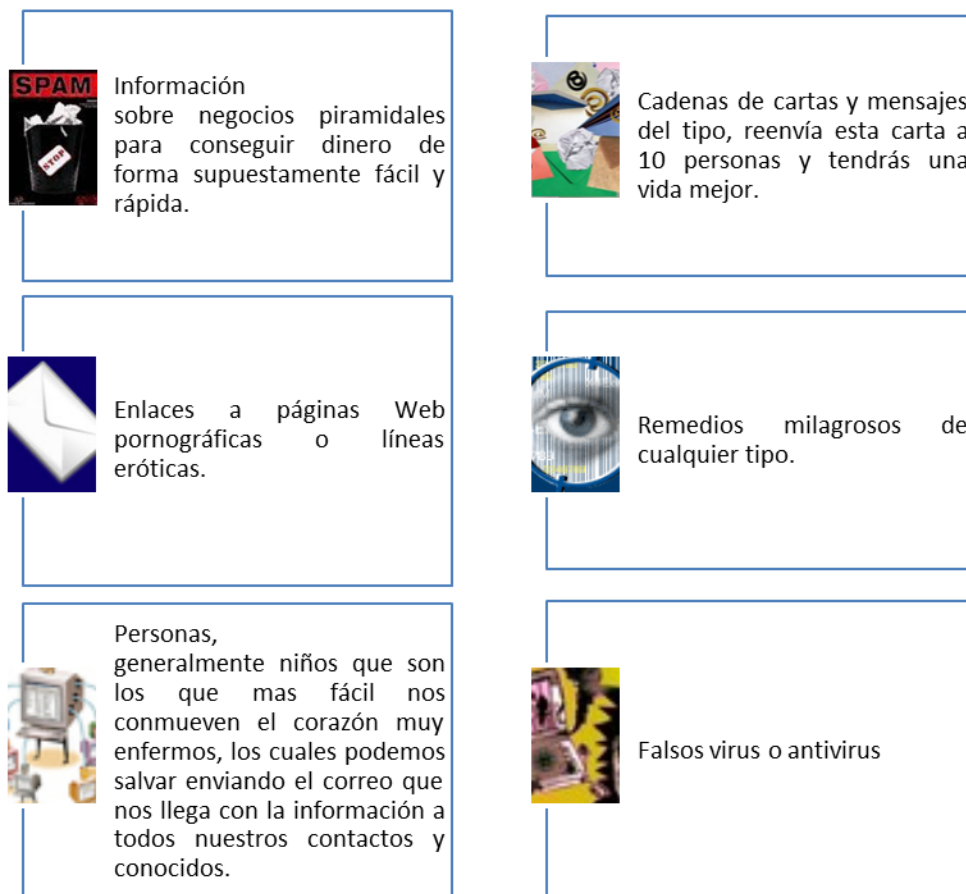 SPAM
STOP
Información
sobre negocios piramidales
para conseguir dinero de
forma supuestamente fácil y
rápida.
Cadenas de cartas y mensajes
del tipo, reenvía esta carta a
10 personas y tendrás una
vida mejor.
Enlaces a páginas Web
pornográficas o líneas
eróticas.
Remedios milagrosos de
cualquier tipo.
Personas,
generalmente niños que son
los que mas fácil nos
conmueven el corazón muy
enfermos, los cuales podemos
salvar enviando el correo que
nos llega con la información a
todos nuestros contactos y
conocidos.
Falsos virus o antivirus